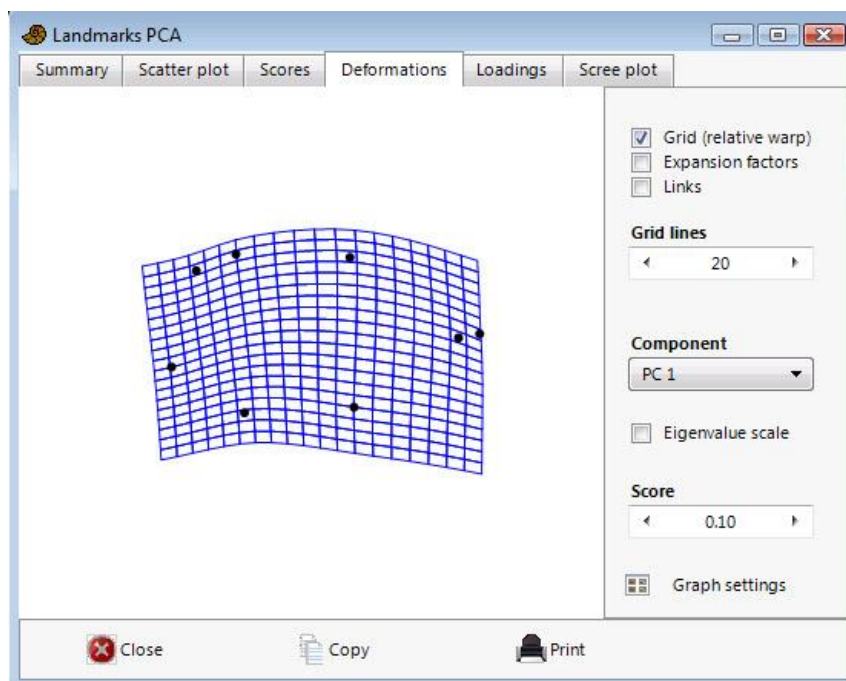 Landmarks PCA
Summary Scatter plot Scores Deformations Loadings Scree plot
Grid (relative warp)
Expansion factors
Links
Grid lines
20
Component
PC 1
Eigenvalue scale
Score
0.10
Graph settings
Close Copy Print